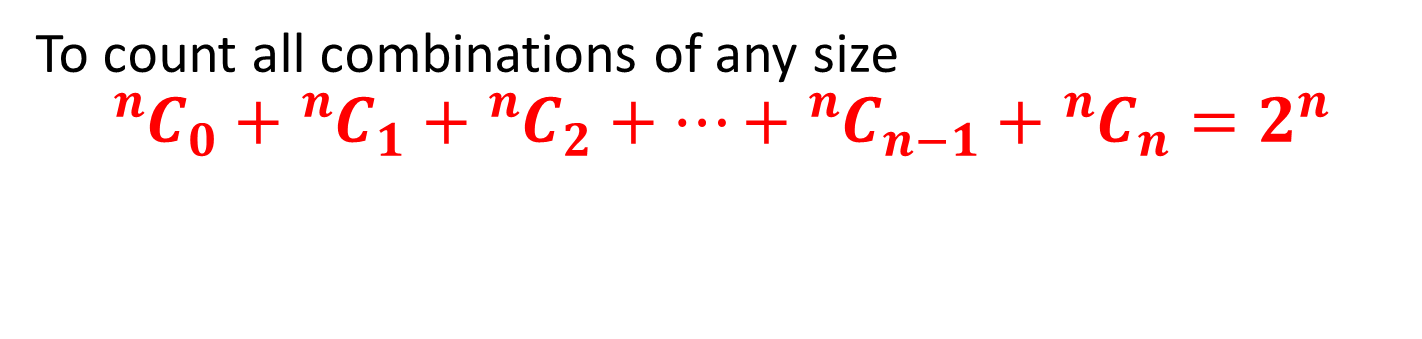 To count all combinations of any size
ⁿC₀ + ⁿC₁ + ⁿC₂ + ⋯ + ⁿCₙ₋₁ + ⁿCₙ = 2ⁿ